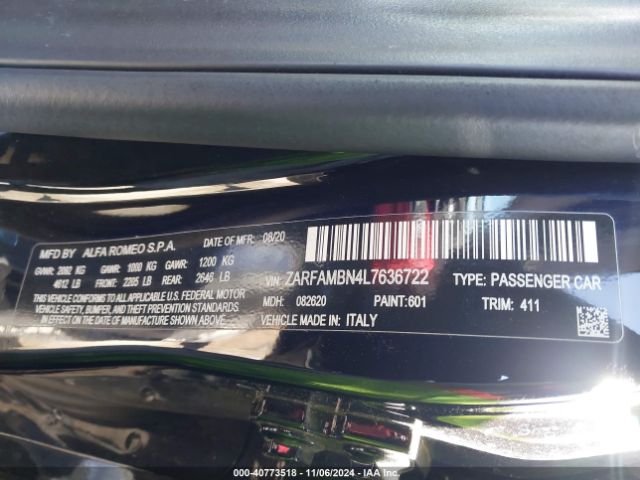 MFD BY ALFA ROMEO S.P.A. DATE OF MFR: 08/20
GVWR: 2092 KG GAWR: 1000 KG GAWR: 1200 KG
4612 LB FRONT: 2205 LB REAR: 2646 LB
THIS VEHICLE CONFORMS TO ALL APPLICABLE U.S. FEDERAL MOTOR
VEHICLE SAFETY, BUMPER, AND THEFT PREVENTION STANDARDS
IN EFFECT ON THE DATE OF MANUFACTURE SHOWN ABOVE.
VIN: ZARFAMBN4L7636722 TYPE: PASSENGER CAR
MDH: 082620 PAINT: 601 TRIM: 411
VEHICLE MADE IN: ITALY
000-40773518 - 11/06/2024 - IAAI.COM